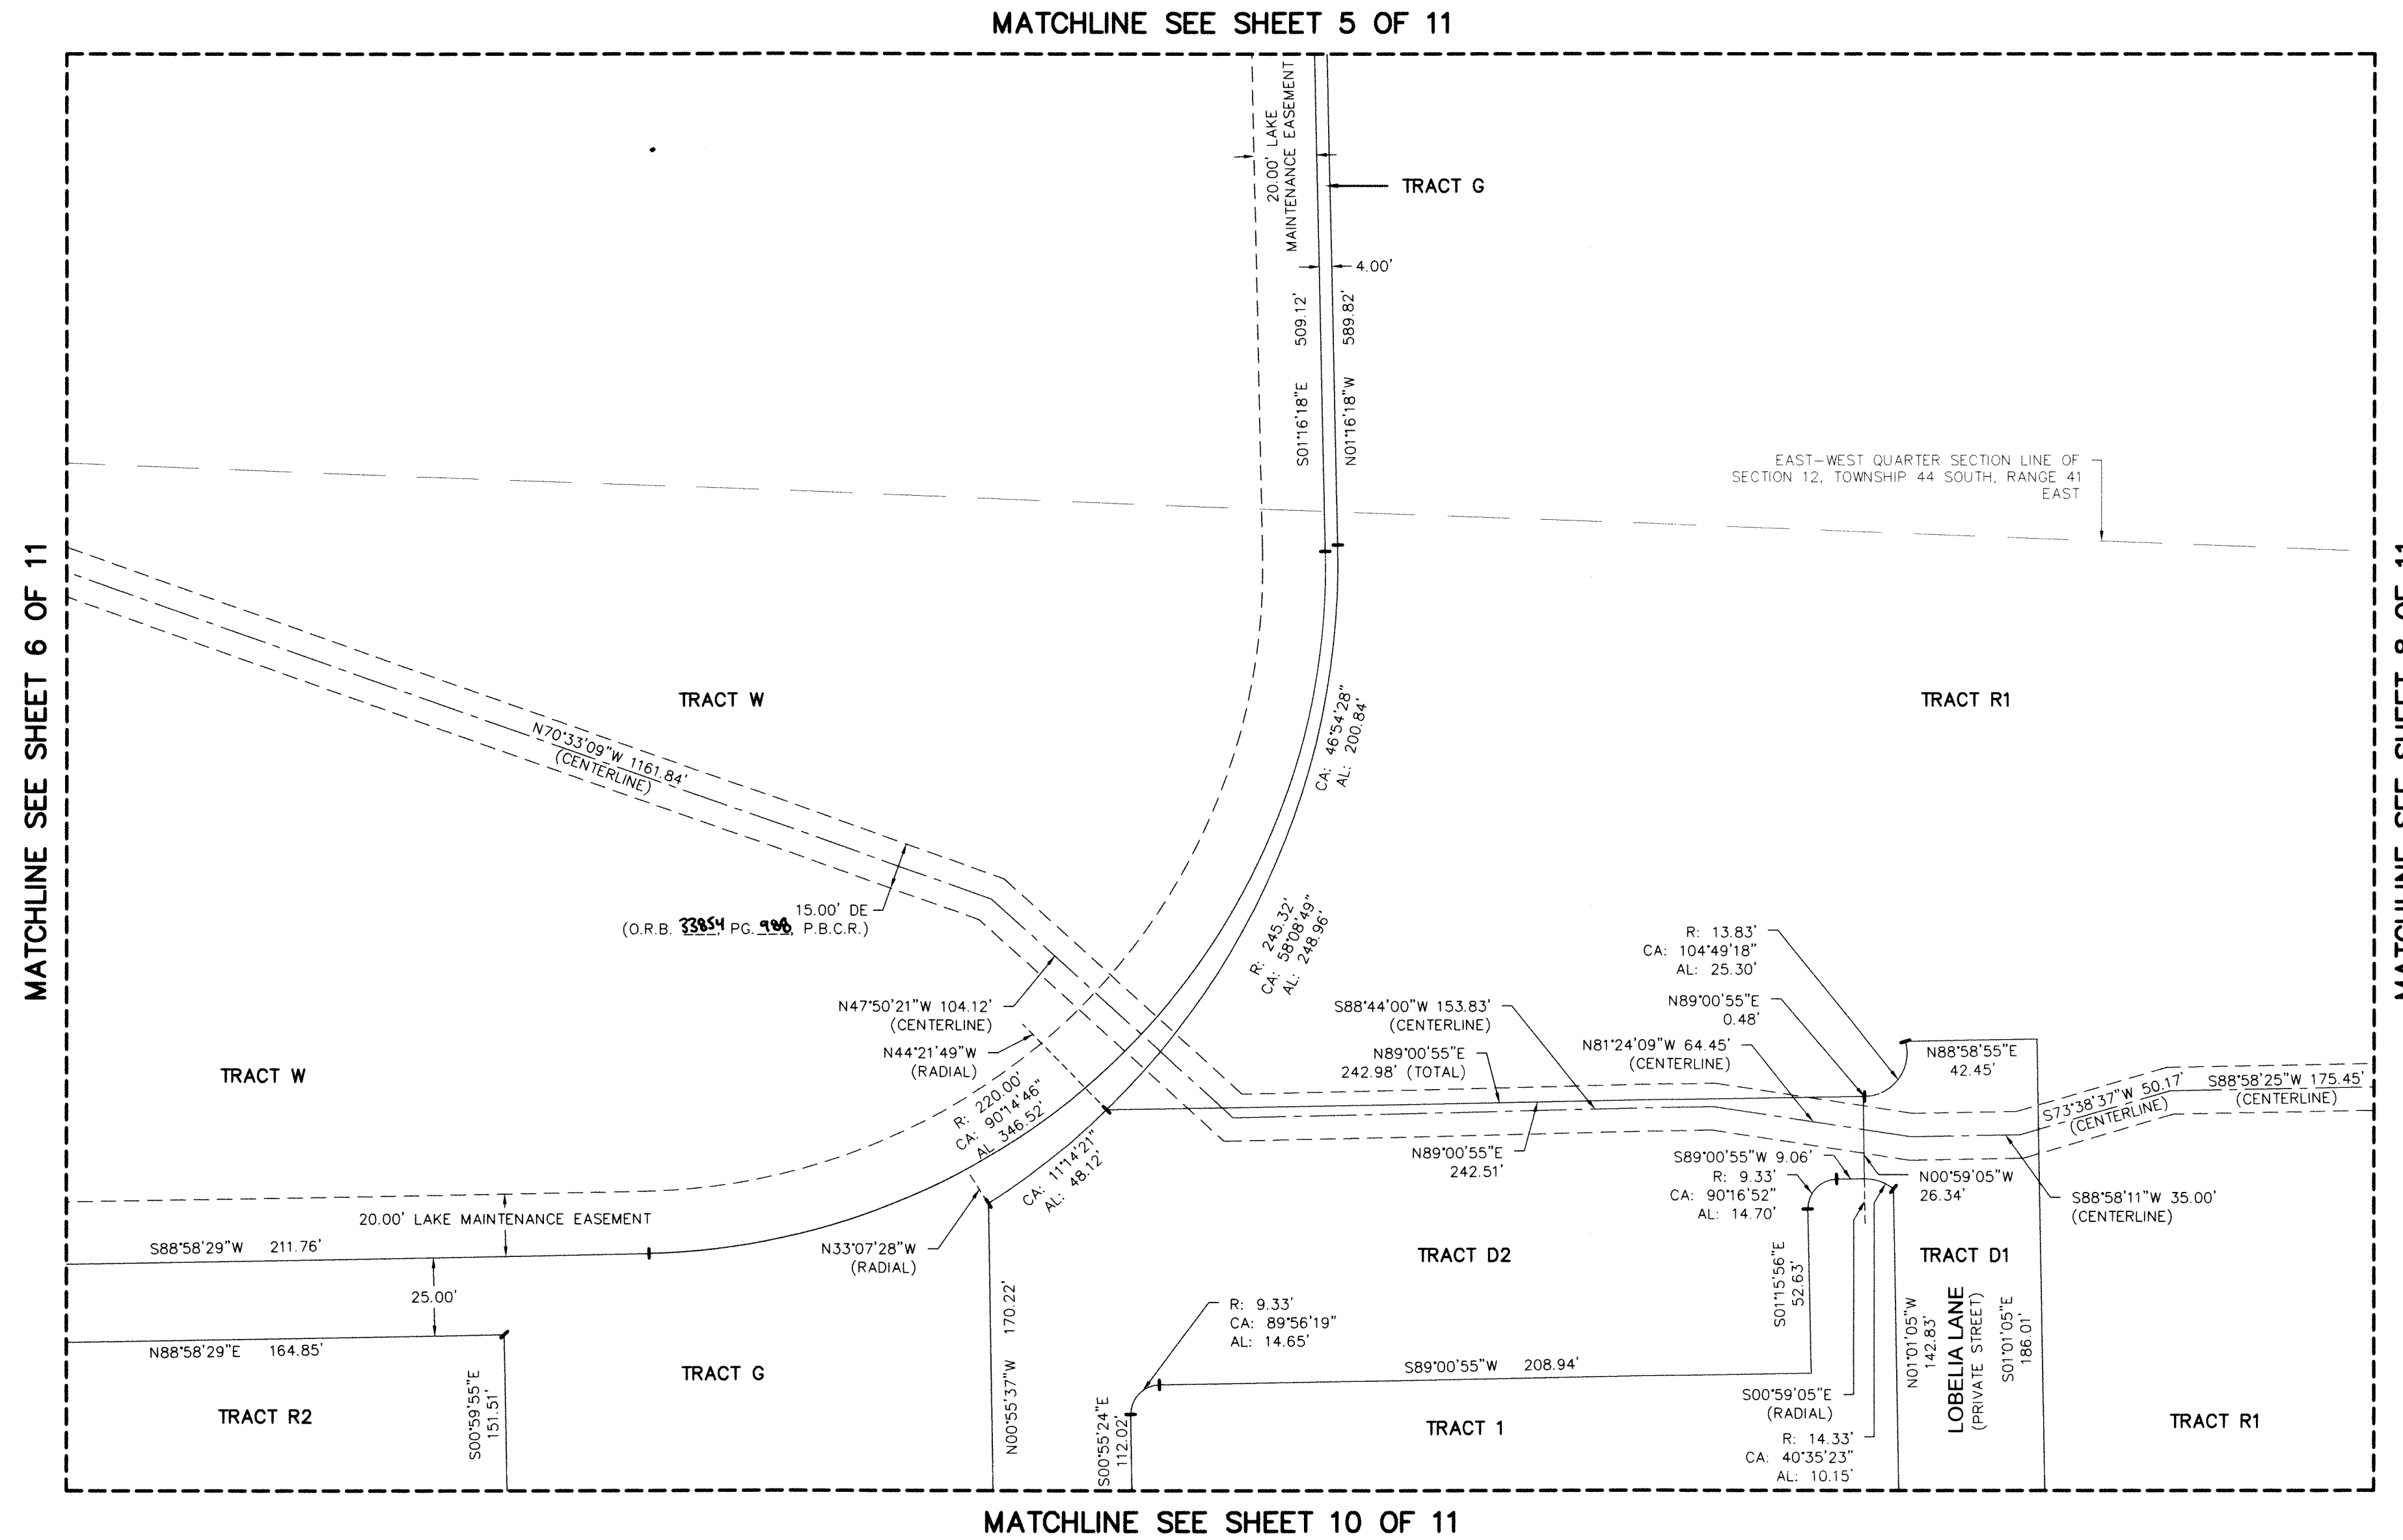 MATCHLINE SEE SHEET 5 OF 11
20.00' LAKE
MAINTENANCE EASEMENT
TRACT G
4.00'
S01°16'18"E 509.12'
N01°16'18"W 589.82'
EAST-WEST QUARTER SECTION LINE OF
SECTION 12, TOWNSHIP 44 SOUTH, RANGE 41
EAST
MATCHLINE SEE SHEET 6 OF 11
MATCHLINE SEE SHEET 8 OF 11
TRACT W
TRACT R1
N70°33'09"W 1161.84'
(CENTERLINE)
CA: 46°54'28"
AL: 200.84'
15.00' DE
(O.R.B. 33854, PG. 988, P.B.C.R.)
R: 245.32'
CA: 58°08'49"
AL: 248.96'
R: 13.83'
CA: 104°49'18"
AL: 25.30'
N47°50'21"W 104.12'
(CENTERLINE)
S88°44'00"W 153.83'
(CENTERLINE)
N89°00'55"E
0.48'
N44°21'49"W
(RADIAL)
N89°00'55"E
242.98' (TOTAL)
N81°24'09"W 64.45'
(CENTERLINE)
N88°58'55"E
42.45'
TRACT W
S73°38'37"W 50.17'
(CENTERLINE)
S88°58'25"W 175.45'
(CENTERLINE)
R: 220.00'
CA: 90°14'46"
AL 346.52'
CA: 11°14'21"
AL: 48.12'
N89°00'55"E
242.51'
S89°00'55"W 9.06'
R: 9.33'
CA: 90°16'52"
AL: 14.70'
N00°59'05"W
26.34'
S88°58'11"W 35.00'
(CENTERLINE)
20.00' LAKE MAINTENANCE EASEMENT
S88°58'29"W 211.76'
N33°07'28"W
(RADIAL)
TRACT D2
TRACT D1
S01°15'56"E
52.63'
25.00'
R: 9.33'
CA: 89°56'19"
AL: 14.65'
N88°58'29"E 164.85'
N00°55'37"W 170.22'
S89°00'55"W 208.94'
N01°01'05"W
142.83'
LOBELIA LANE
(PRIVATE STREET)
S01°01'05"E
186.01'
TRACT G
S00°59'55"E
151.51'
TRACT R2
S00°55'24"E
112.02'
TRACT 1
S00°59'05"E
(RADIAL)
R: 14.33'
CA: 40°35'23"
AL: 10.15'
TRACT R1
MATCHLINE SEE SHEET 10 OF 11